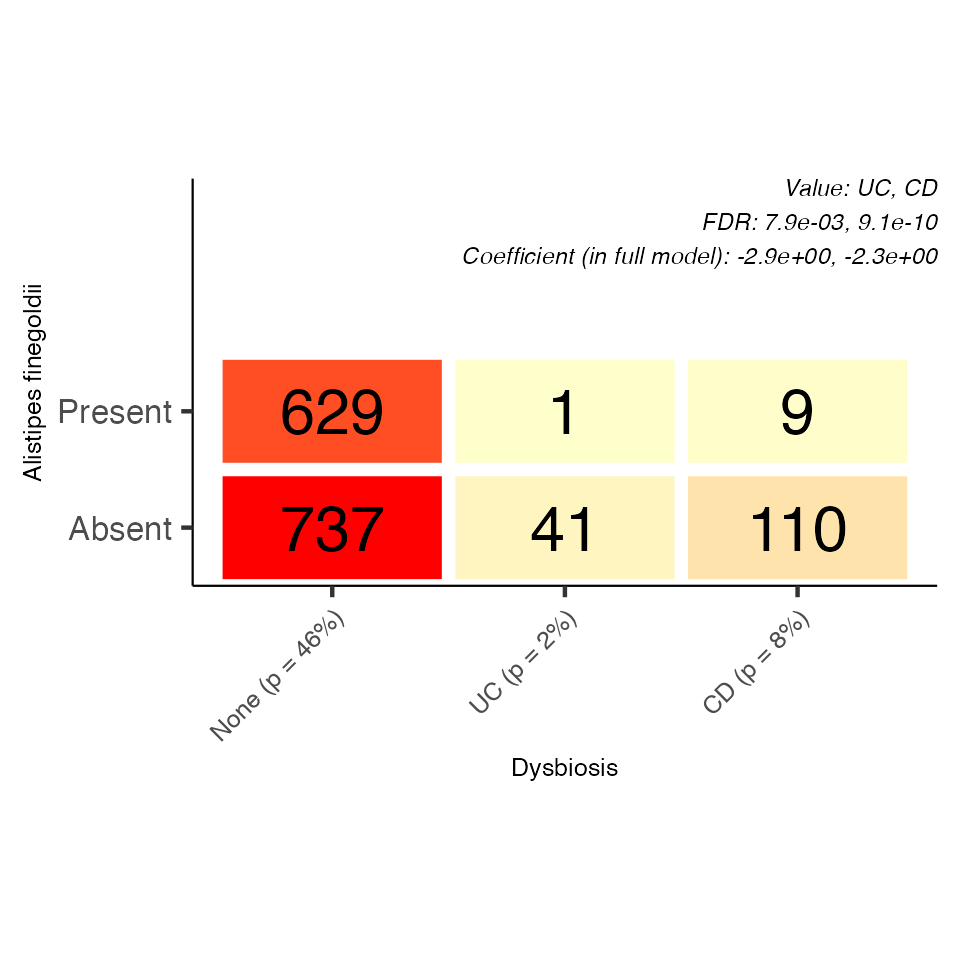 Value: UC, CD
FDR: 7.9e-03, 9.1e-10
Coefficient (in full model): -2.9e+00, -2.3e+00
Alistipes finegoldii
Present
629
1
9
Absent
737
41
110
None (p = 46%)
UC (p = 2%)
CD (p = 8%)
Dysbiosis